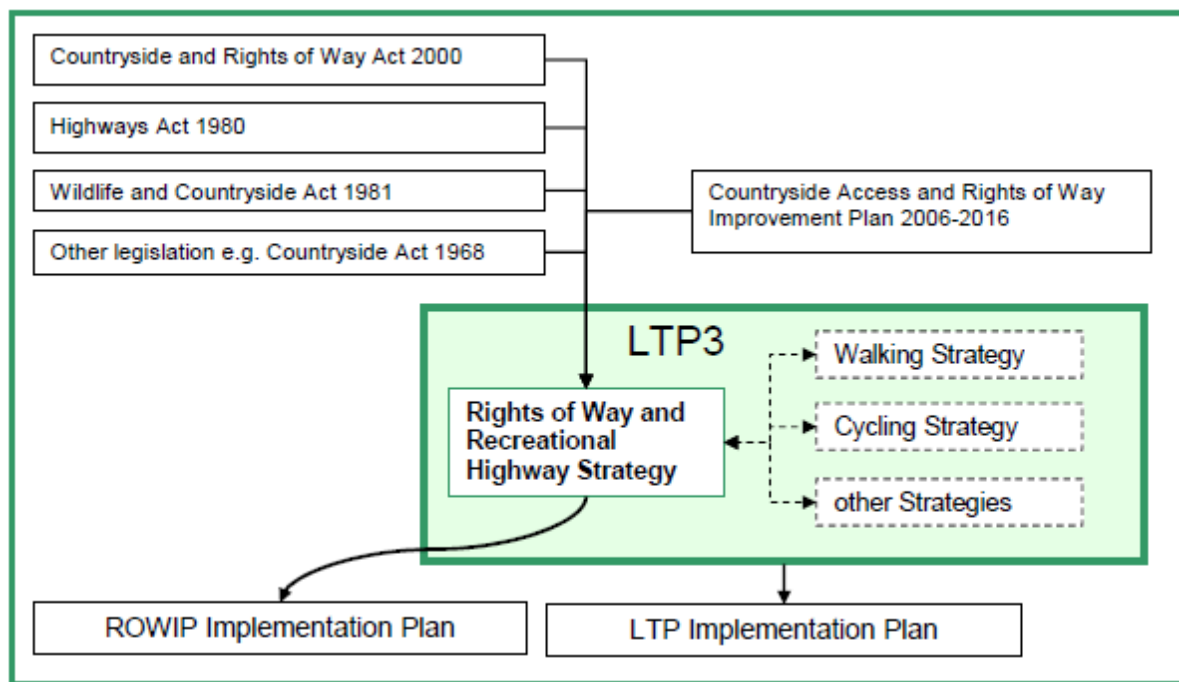 Countryside and Rights of Way Act 2000
Highways Act 1980
Wildlife and Countryside Act 1981
Other legislation e.g. Countryside Act 1968
Countryside Access and Rights of Way
Improvement Plan 2006-2016
LTP3
Rights of Way and
Recreational
Highway Strategy
Walking Strategy
Cycling Strategy
other Strategies
ROWIP Implementation Plan
LTP Implementation Plan